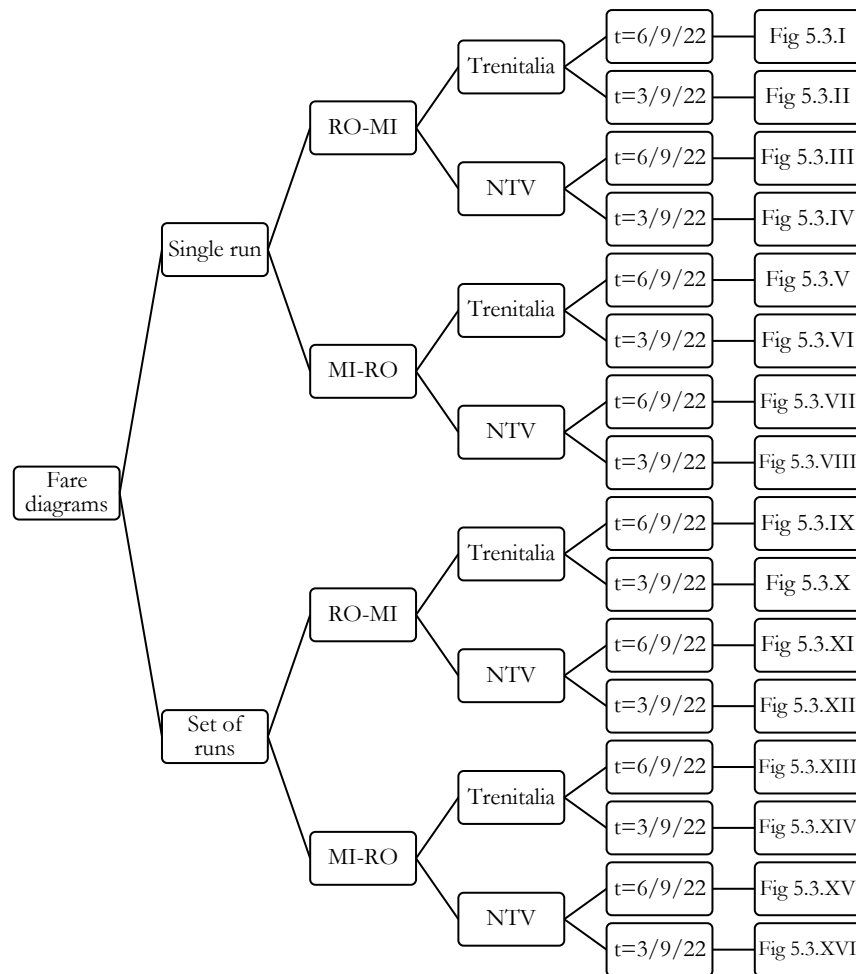 t=6/9/22
Fig 5.3.I
Trenitalia
t=3/9/22
Fig 5.3.II
RO-MI
t=6/9/22
Fig 5.3.III
NTV
t=3/9/22
Fig 5.3.IV
Single run
t=6/9/22
Fig 5.3.V
Trenitalia
t=3/9/22
Fig 5.3.VI
MI-RO
t=6/9/22
Fig 5.3.VII
NTV
t=3/9/22
Fig 5.3.VIII
Fare
diagrams
t=6/9/22
Fig 5.3.IX
Trenitalia
t=3/9/22
Fig 5.3.X
RO-MI
t=6/9/22
Fig 5.3.XI
NTV
t=3/9/22
Fig 5.3.XII
Set of
runs
t=6/9/22
Fig 5.3.XIII
Trenitalia
t=3/9/22
Fig 5.3.XIV
MI-RO
t=6/9/22
Fig 5.3.XV
NTV
t=3/9/22
Fig 5.3.XVI